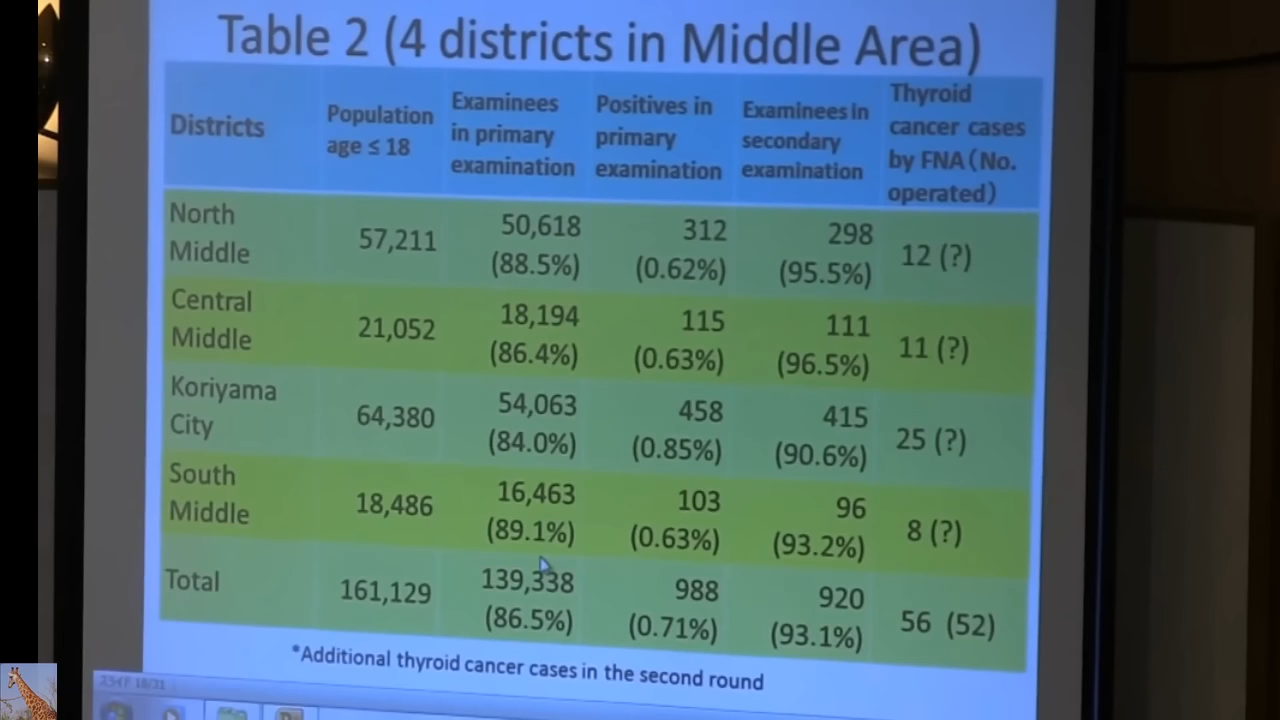 Table 2 (4 districts in Middle Area)
Districts
Population
age ≤ 18
Examinees
in primary
examination
Positives in
primary
examination
Examinees in
secondary
examination
Thyroid
cancer cases
by FNA (No.
operated)
North
Middle
57,211
50,618
(88.5%)
312
(0.62%)
298
(95.5%)
12 (?)
Central
Middle
21,052
18,194
(86.4%)
115
(0.63%)
111
(96.5%)
11 (?)
Koriyama
City
64,380
54,063
(84.0%)
458
(0.85%)
415
(90.6%)
25 (?)
South
Middle
18,486
16,463
(89.1%)
103
(0.63%)
96
(93.2%)
8 (?)
Total
161,129
139,338
(86.5%)
988
(0.71%)
920
(93.1%)
56 (52)
*Additional thyroid cancer cases in the second round